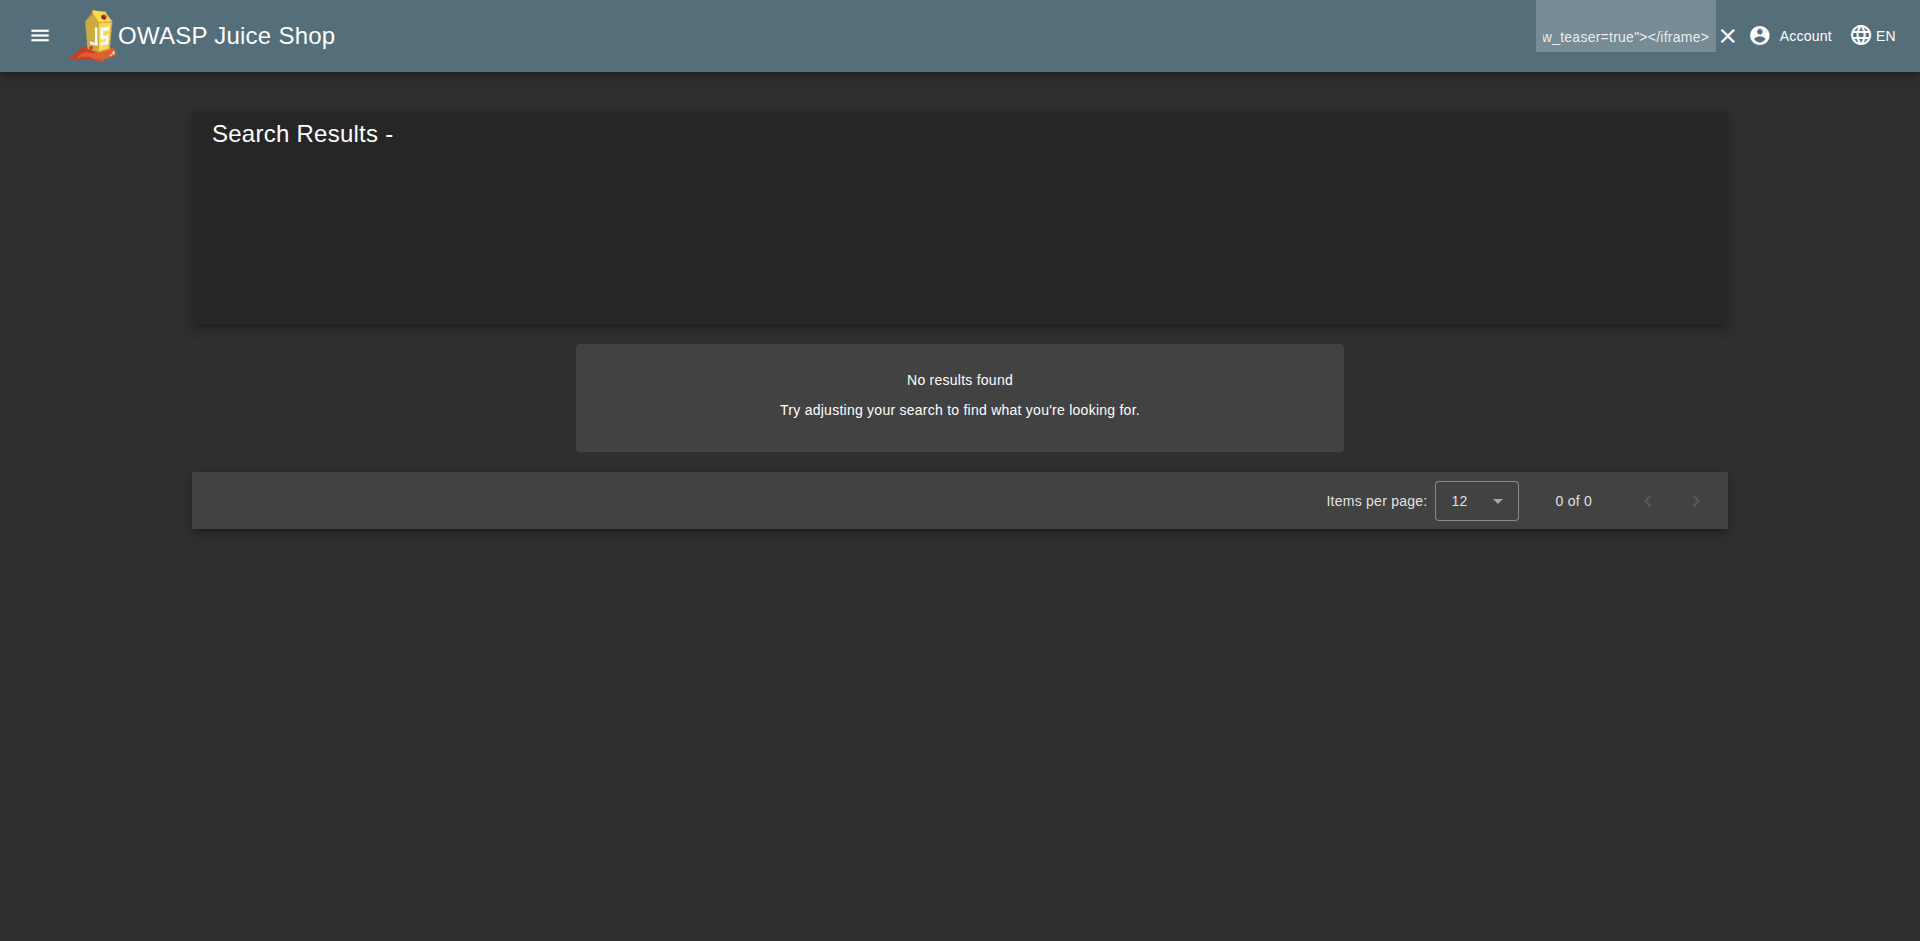 OWASP Juice Shop
w_teaser=true"></iframe>
Account
EN
Search Results -
No results found
Try adjusting your search to find what you're looking for.
Items per page: 12 0 of 0